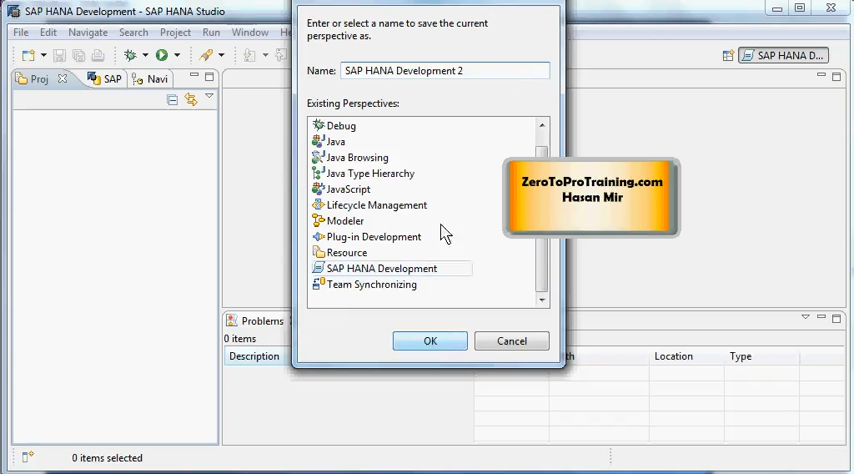 SAP HANA Development - SAP HANA Studio
File Edit Navigate Search Project Run Window He
SAP HANA D...
Proj SAP Navi
Enter or select a name to save the current
perspective as.
Name: SAP HANA Development 2
Existing Perspectives:
Debug
Java
Java Browsing
Java Type Hierarchy
JavaScript
Lifecycle Management
Modeler
Plug-in Development
Resource
SAP HANA Development
Team Synchronizing
OK Cancel
ZeroToProTraining.com
Hasan Mir
Problems
0 items
Description Location Type
0 items selected